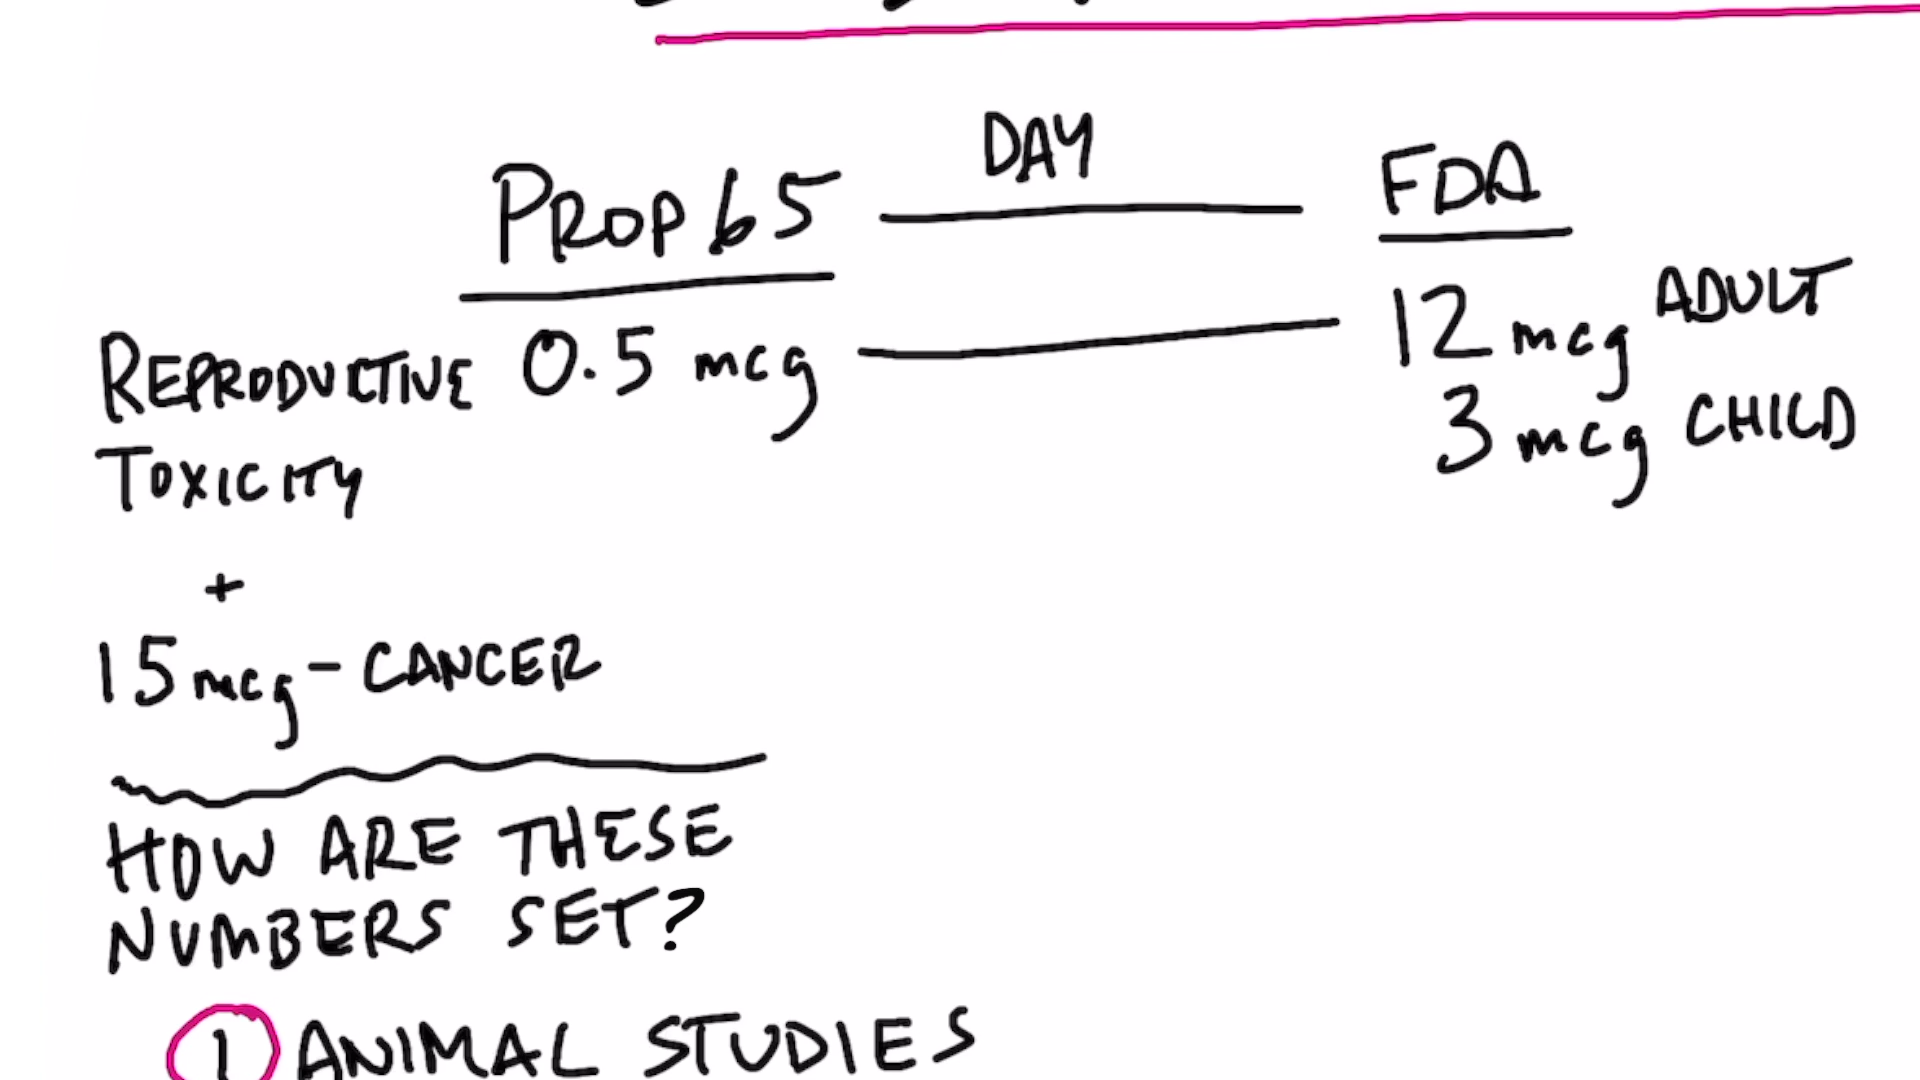 DAY
PROP 65 FDA
REPRODUCTIVE 0.5 mcg 12 mcg ADULT
TOXICITY 3 mcg CHILD
+
15 mcg - CANCER
HOW ARE THESE
NUMBERS SET?
1 ANIMAL STUDIES